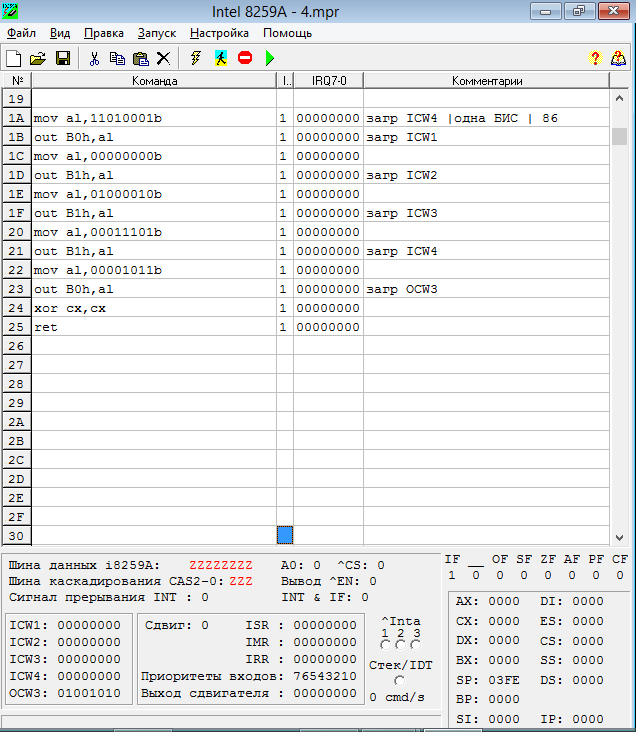 Intel 8259A - 4.mpr
Файл Вид Правка Запуск Настройка Помощь
№ Команда I.. IRQ7-0 Комментарии
19
1A mov al,11010001b 1 00000000 загр ICW4 |одна БИС | 86
1B out B0h,al 1 00000000 загр ICW1
1C mov al,00000000b 1 00000000
1D out B1h,al 1 00000000 загр ICW2
1E mov al,01000010b 1 00000000
1F out B1h,al 1 00000000 загр ICW3
20 mov al,00011101b 1 00000000
21 out B1h,al 1 00000000 загр ICW4
22 mov al,00001011b 1 00000000
23 out B0h,al 1 00000000 загр OCW3
24 xor cx,cx 1 00000000
25 ret 1 00000000
26
27
28
29
2A
2B
2C
2D
2E
2F
30
Шина данных i8259A: ZZZZZZZZ A0: 0 ^CS: 0
Шина каскадирования CAS2-0: ZZZ Вывод ^EN: 0
Сигнал прерывания INT : 0 INT & IF: 0
IF __ OF SF ZF AF PF CF
1 0 0 0 0 0 0 0
ICW1: 00000000
ICW2: 00000000
ICW3: 00000000
ICW4: 00000000
OCW3: 01001010
Сдвиг: 0 ISR : 00000000
IMR : 00000000
IRR : 00000000
Приоритеты входов: 76543210
Выход сдвигателя : 00000000
^Inta
1 2 3
Стек/IDT
0 cmd/s
AX: 0000 DI: 0000
CX: 0000 ES: 0000
DX: 0000 CS: 0000
BX: 0000 SS: 0000
SP: 03FE DS: 0000
BP: 0000
SI: 0000 IP: 0000